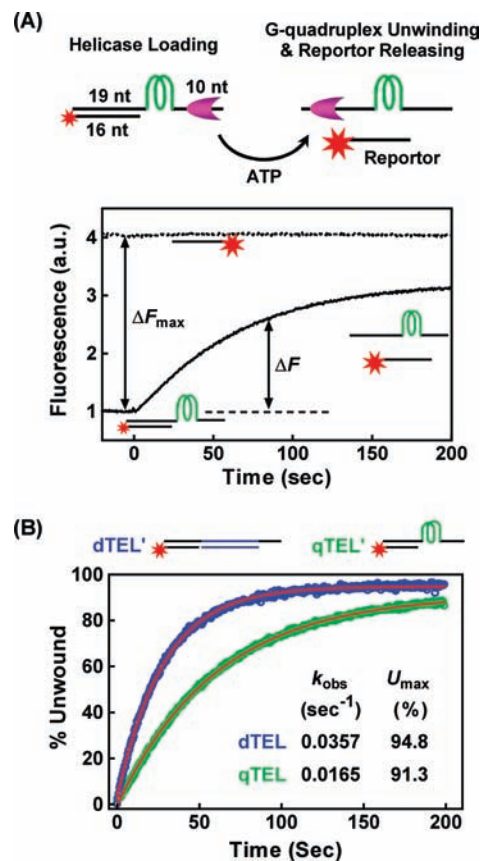 (A)
Helicase Loading
G-quadruplex Unwinding
& Reportor Releasing
19 nt
10 nt
16 nt
ATP
Reportor
Fluorescence (a.u.)
4
3
2
1
ΔFmax
ΔF
0
50
100
150
200
Time (sec)
(B)
dTEL'
qTEL'
% Unwound
100
80
60
40
20
0
kobs Umax
(sec-1) (%)
dTEL 0.0357 94.8
qTEL 0.0165 91.3
0
50
100
150
200
Time (Sec)